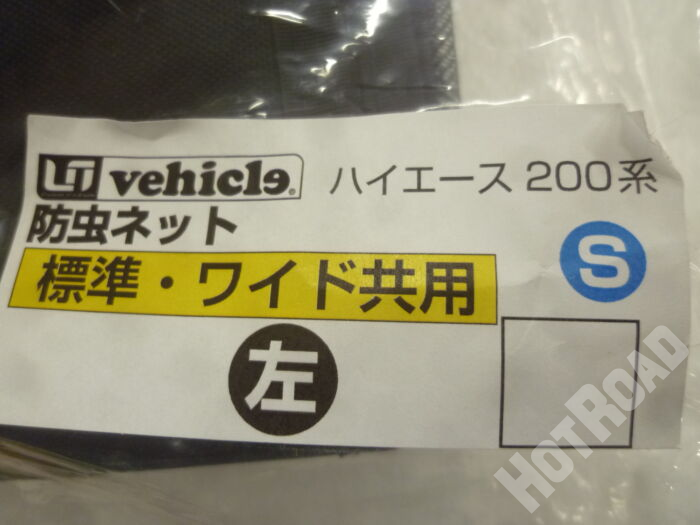 UI vehicle® ハイエース 200系
防虫ネット
S
標準・ワイド共用
左
HOTROAD